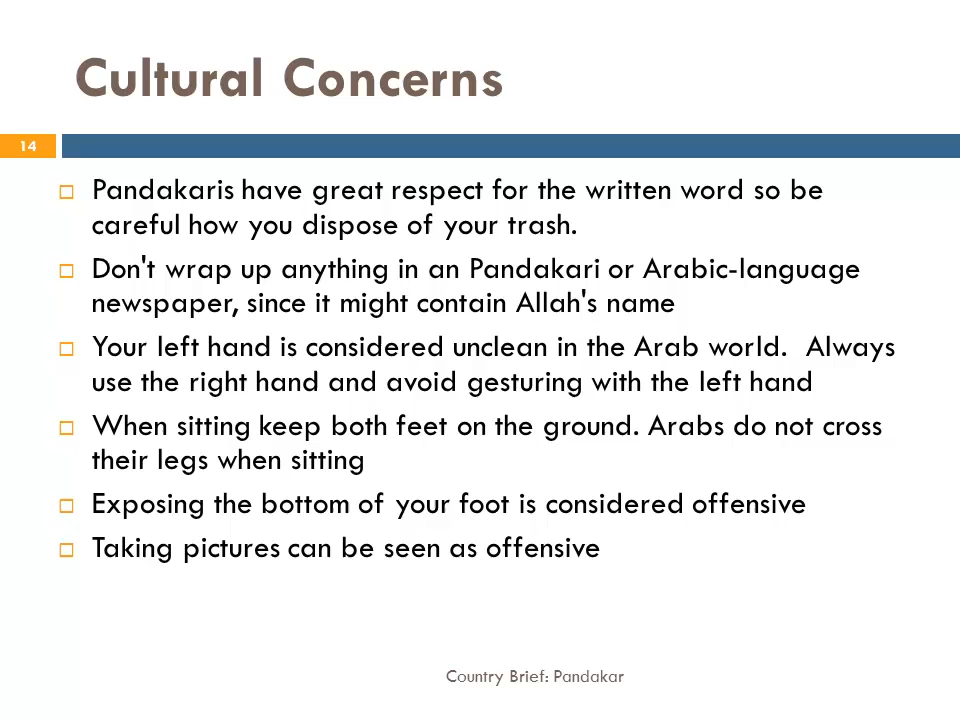 Cultural Concerns
14
Pandakaris have great respect for the written word so be
careful how you dispose of your trash.
Don't wrap up anything in an Pandakari or Arabic-language
newspaper, since it might contain Allah's name
Your left hand is considered unclean in the Arab world.  Always
use the right hand and avoid gesturing with the left hand
When sitting keep both feet on the ground. Arabs do not cross
their legs when sitting
Exposing the bottom of your foot is considered offensive
Taking pictures can be seen as offensive
Country Brief: Pandakar